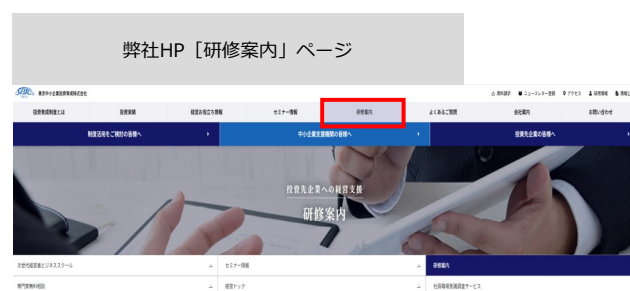 弊社HP[研修案内]ページ
SBIC 東京中小企業投資育成株式会社
資料請求 ニュースレター登録 アクセス 採用情報
投資育成制度とは 投資実績 経営お役立ち情報 セミナー情報 研修案内 よくあるご質問 会社案内 お問い合わせ
制度活用をご検討の皆様へ 中小企業支援機関の皆様へ 投資先企業の皆様へ
投資先企業への経営支援
研修案内
次世代経営者ビジネススクール セミナー情報 研修案内
専門家無料相談 経営ドック 社員職場意識調査サービス